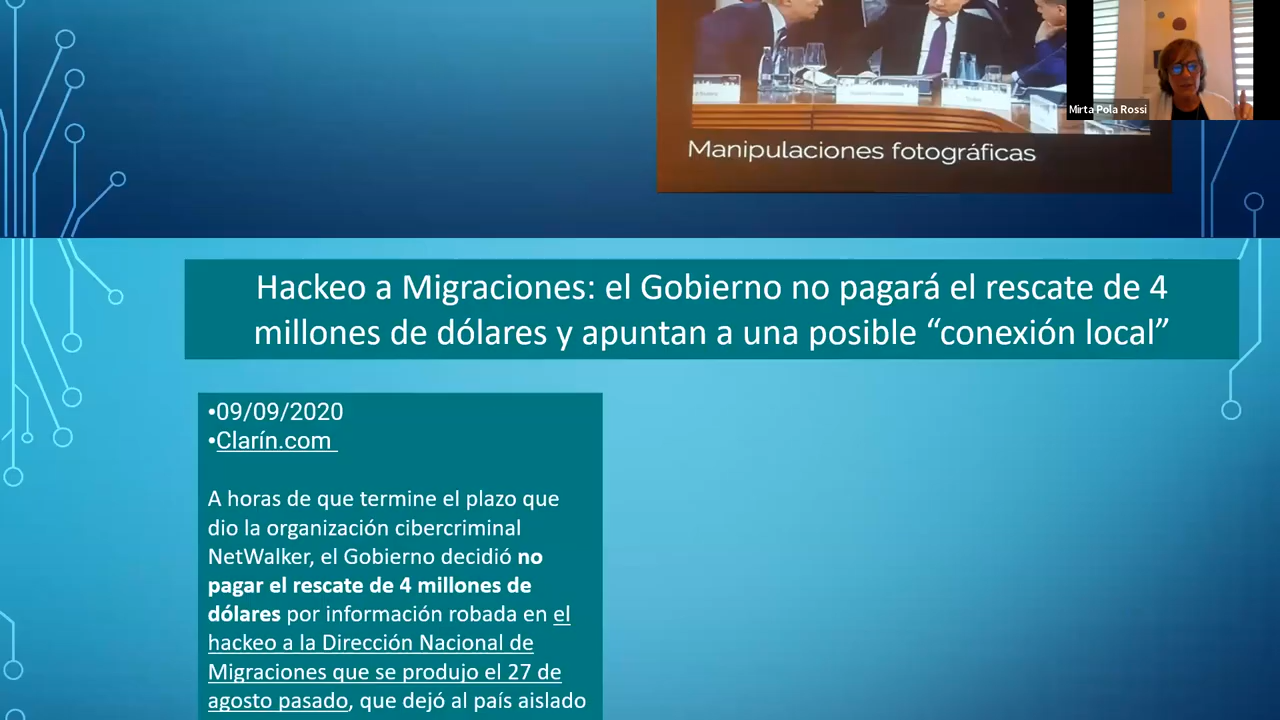 Mirta Pola Rossi
Manipulaciones fotográficas
Hackeo a Migraciones: el Gobierno no pagará el rescate de 4
millones de dólares y apuntan a una posible “conexión local”
•09/09/2020
•Clarín.com
A horas de que termine el plazo que
dio la organización cibercriminal
NetWalker, el Gobierno decidió no
pagar el rescate de 4 millones de
dólares por información robada en el
hackeo a la Dirección Nacional de
Migraciones que se produjo el 27 de
agosto pasado, que dejó al país aislado